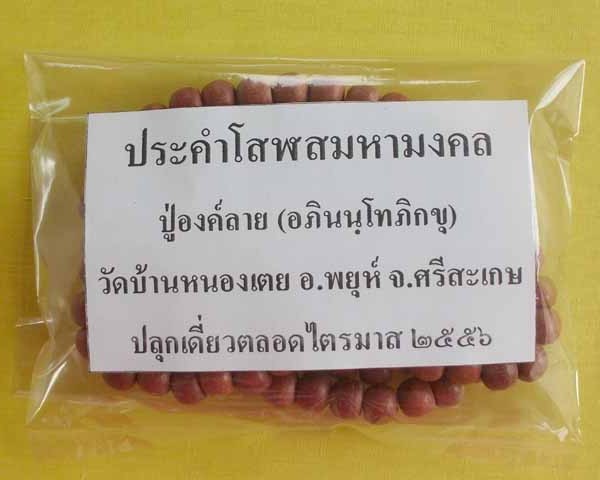 ประคำโสฬสมหามงคล
ปู่องค์ลาย (อภินนฺโทภิกขุ)
วัดบ้านหนองเตย อ.พยุห์ จ.ศรีสะเกษ
ปลุกเดี่ยวตลอดไตรมาส ๒๕๕๖